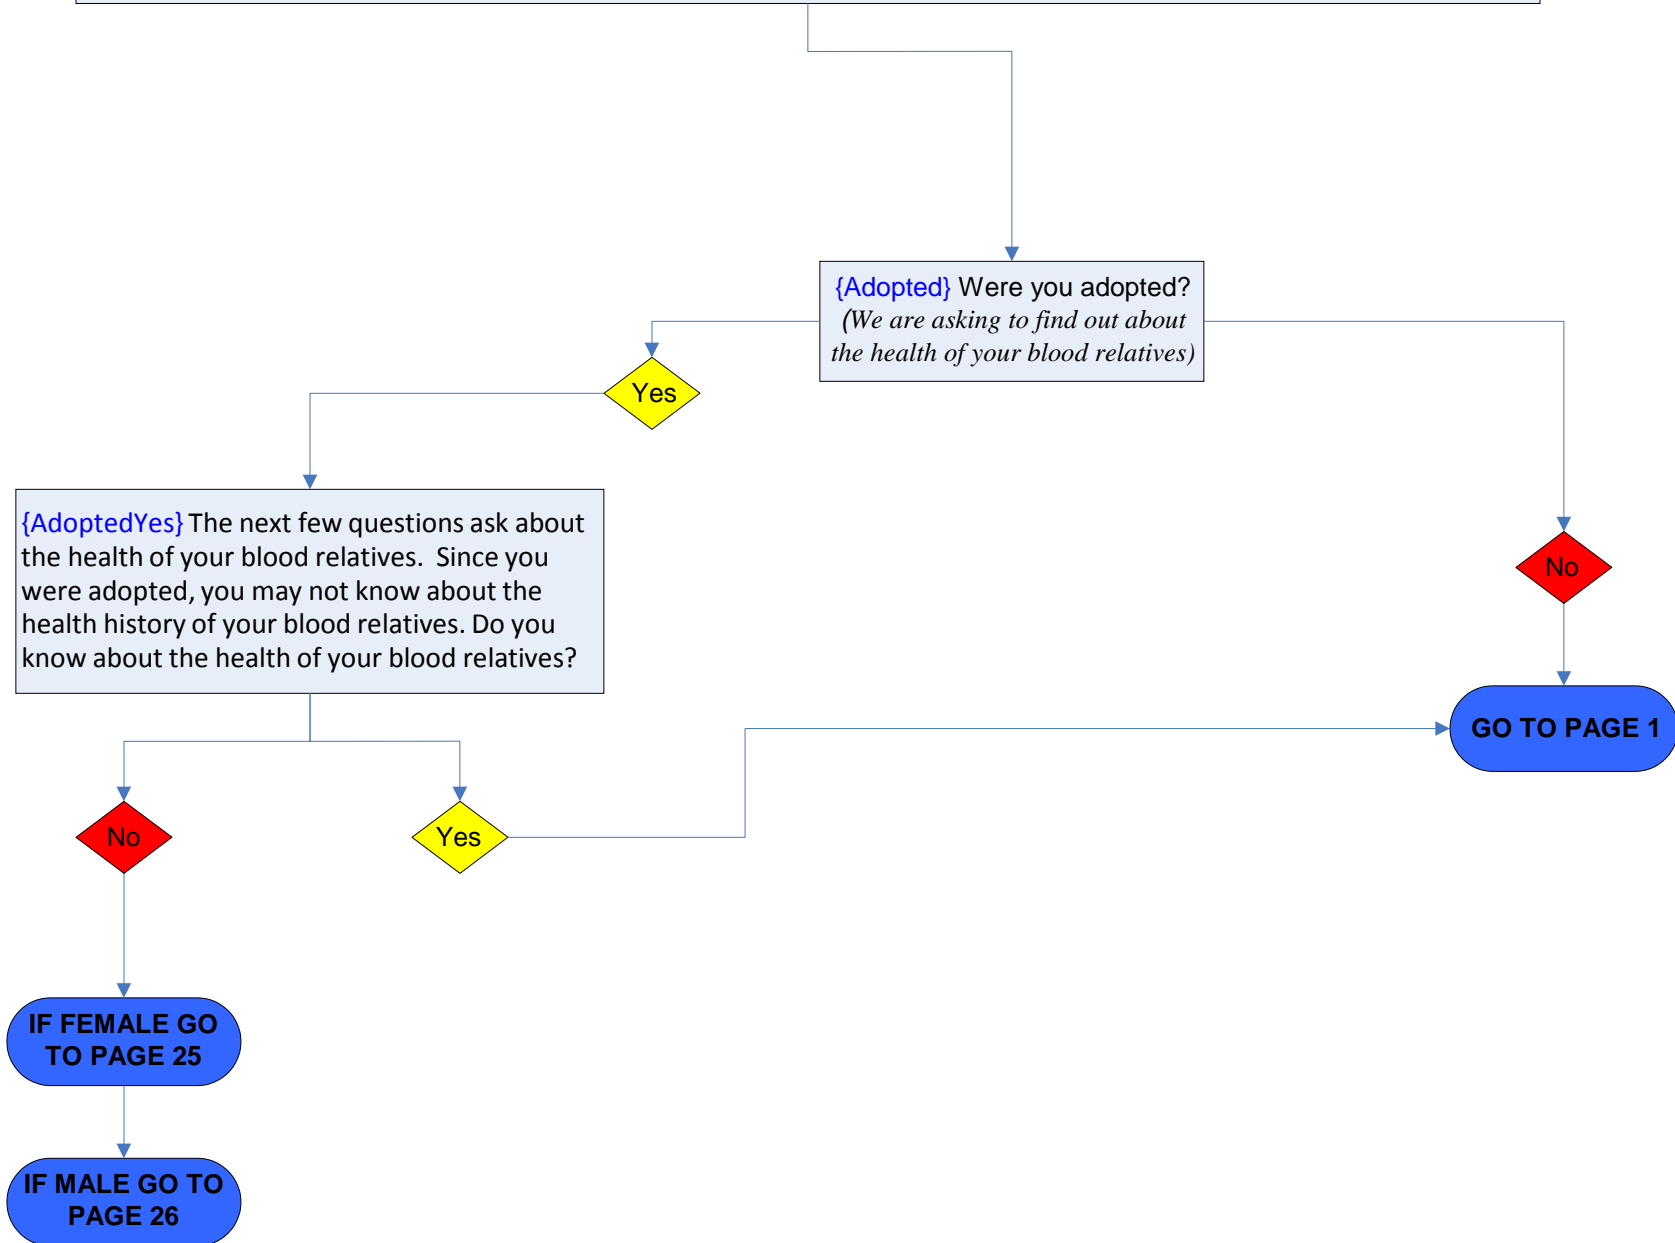 {Adopted} Were you adopted?
(We are asking to find out about
the health of your blood relatives)
Yes
{AdoptedYes} The next few questions ask about
the health of your blood relatives.  Since you
were adopted, you may not know about the
health history of your blood relatives. Do you
know about the health of your blood relatives?
No
GO TO PAGE 1
No
Yes
IF FEMALE GO
TO PAGE 25
IF MALE GO TO
PAGE 26